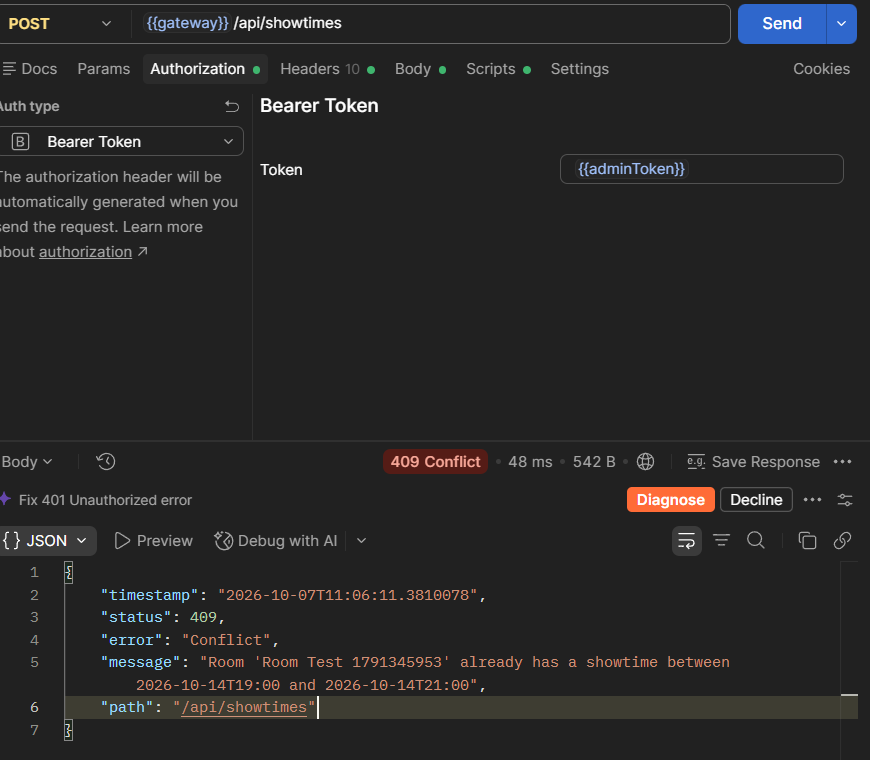 POST {{gateway}} /api/showtimes Send
Docs Params Authorization Headers 10 Body Scripts Settings Cookies
Auth type
Bearer Token
B Bearer Token
Token {{adminToken}}
The authorization header will be
automatically generated when you
send the request. Learn more
about authorization ↗
Body 409 Conflict • 48 ms • 542 B • e.g. Save Response •••
Fix 401 Unauthorized error Diagnose Decline •••
{} JSON Preview Debug with AI
1 {
2 "timestamp": "2026-10-07T11:06:11.3810078",
3 "status": 409,
4 "error": "Conflict",
5 "message": "Room 'Room Test 1791345953' already has a showtime between
2026-10-14T19:00 and 2026-10-14T21:00",
6 "path": "/api/showtimes"
7 }